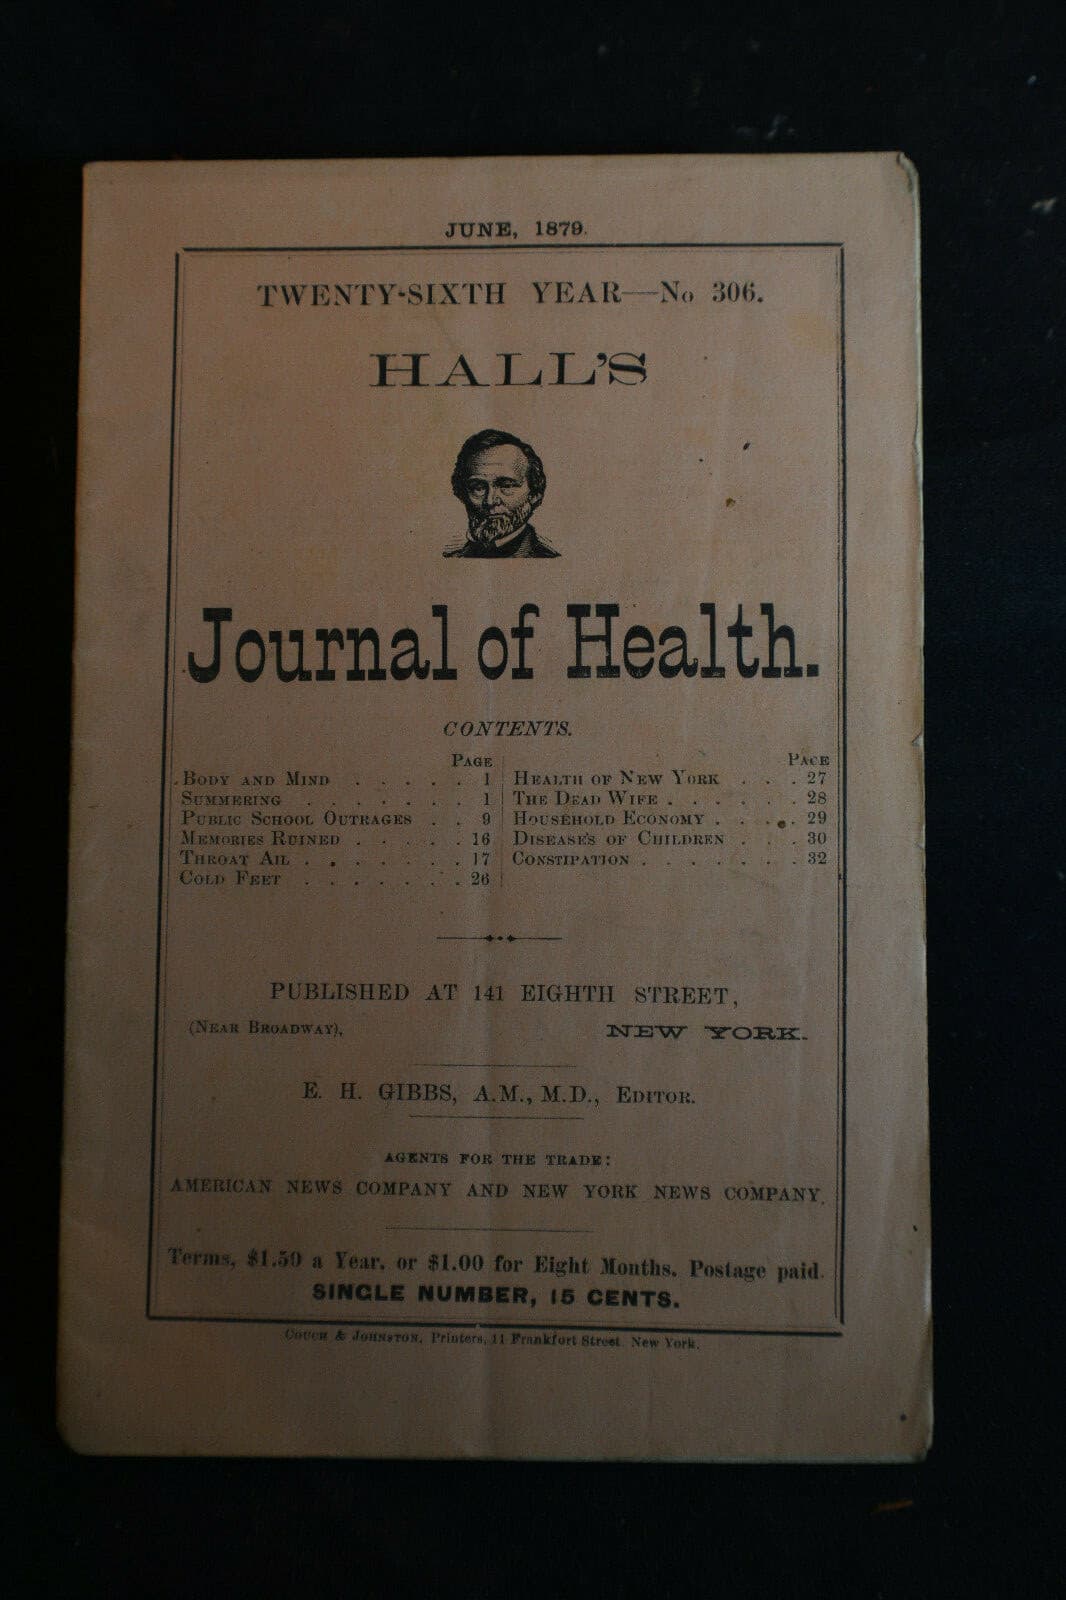 JUNE, 1879.
TWENTY-SIXTH YEAR—No 306.
HALL'S
Journal of Health.
CONTENTS.
PAGE
BODY AND MIND . . . . . 1
SUMMERING . . . . . . . 1
PUBLIC SCHOOL OUTRAGES . . 9
MEMORIES RUINED . . . . . 16
THROAT AIL . . . . . . . 17
COLD FEET . . . . . . . . 26
PAGE
HEALTH OF NEW YORK . . . 27
THE DEAD WIFE . . . . . . 28
HOUSEHOLD ECONOMY . . . . 29
DISEASES OF CHILDREN . . . 30
CONSTIPATION . . . . . . . 32
PUBLISHED AT 141 EIGHTH STREET,
(NEAR BROADWAY), NEW YORK.
E. H. GIBBS, A.M., M.D., EDITOR.
AGENTS FOR THE TRADE:
AMERICAN NEWS COMPANY AND NEW YORK NEWS COMPANY.
Terms, $1.50 a Year, or $1.00 for Eight Months. Postage paid.
SINGLE NUMBER, 15 CENTS.
COUCH & JOHNSTON, Printers, 11 Frankfort Street, New York.